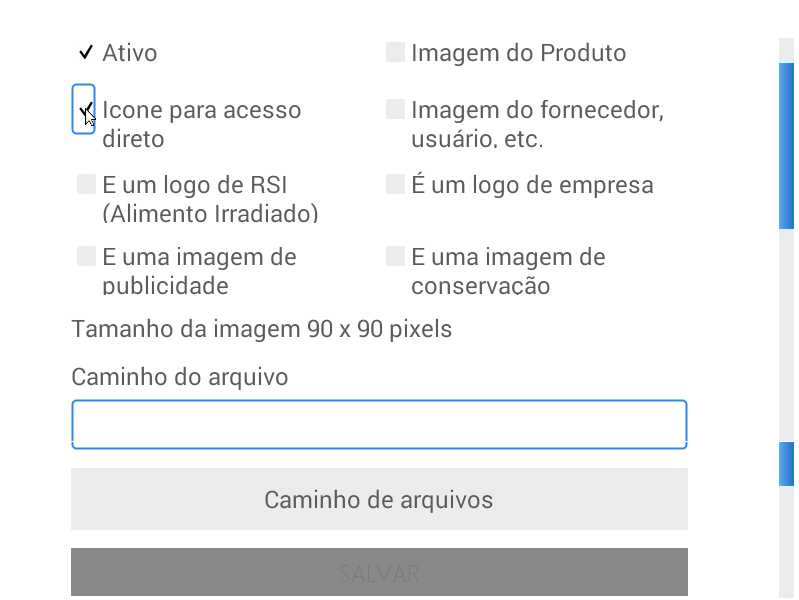 Ativo
Imagem do Produto
Icone para acesso
direto
Imagem do fornecedor,
usuário, etc.
E um logo de RSI
(Alimento Irradiado)
É um logo de empresa
E uma imagem de
publicidade
E uma imagem de
conservação
Tamanho da imagem 90 x 90 pixels
Caminho do arquivo
Caminho de arquivos
SALVAR